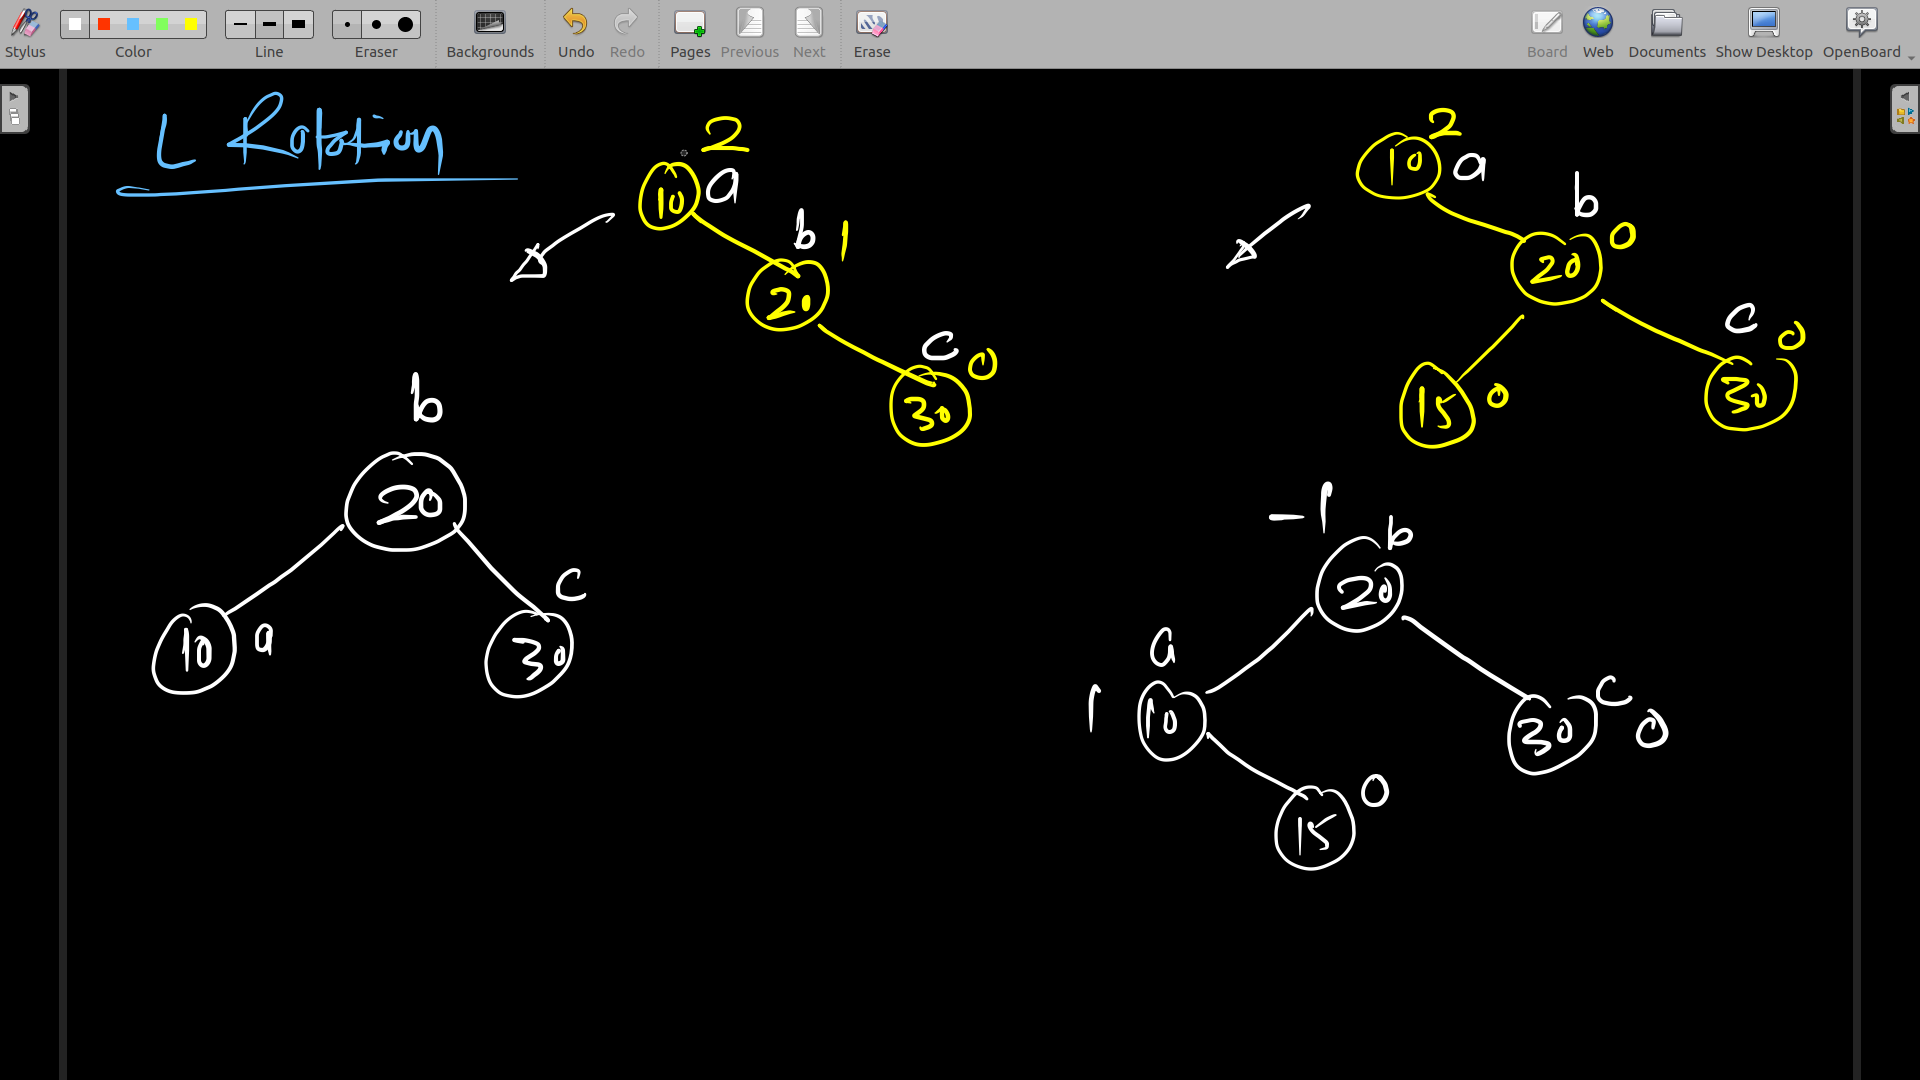 Stylus
Color
Line
Eraser
Backgrounds
Undo
Redo
Pages
Previous
Next
Erase
Board
Web
Documents
Show Desktop
OpenBoard
L Rotation
2
10 a
b 1
20
c 0
30
b
20
c
10 a
30
2
10 a
b
20 0
c 0
15 0
30
-1
b
20
a
1 10
c
30 0
0
15